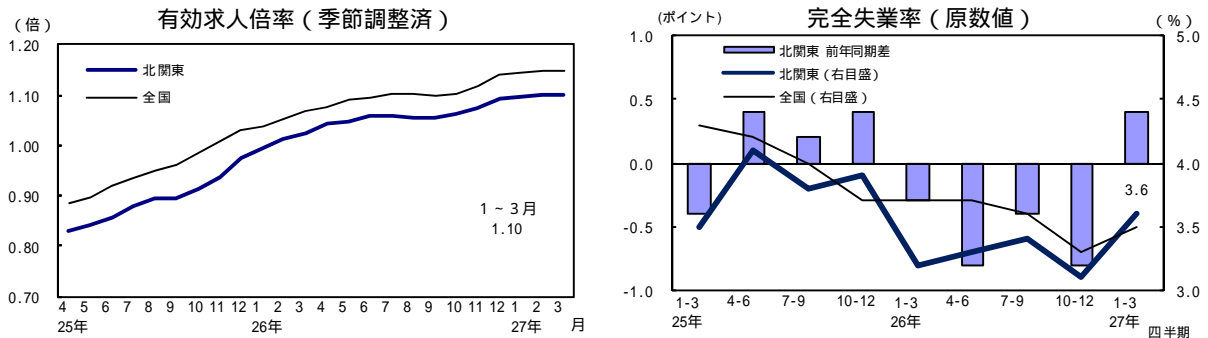 有効求人倍率（季節調整済）
（倍）
1.20
1.10
1.00
0.90
0.80
0.70
北関東
全国
1～3月
1.10
4 5 6 7 8 9 10 11 12 1 2 3 4 5 6 7 8 9 10 11 12 1 2 3 月
25年 26年 27年
完全失業率（原数値）
(ポイント)
（％）
1.0
0.5
0.0
-0.5
-1.0
5.0
4.5
4.0
3.5
3.0
北関東 前年同期差
北関東（右目盛）
全国（右目盛）
3.6
1-3 4-6 7-9 10-12 1-3 4-6 7-9 10-12 1-3
25年 26年 27年
四半期